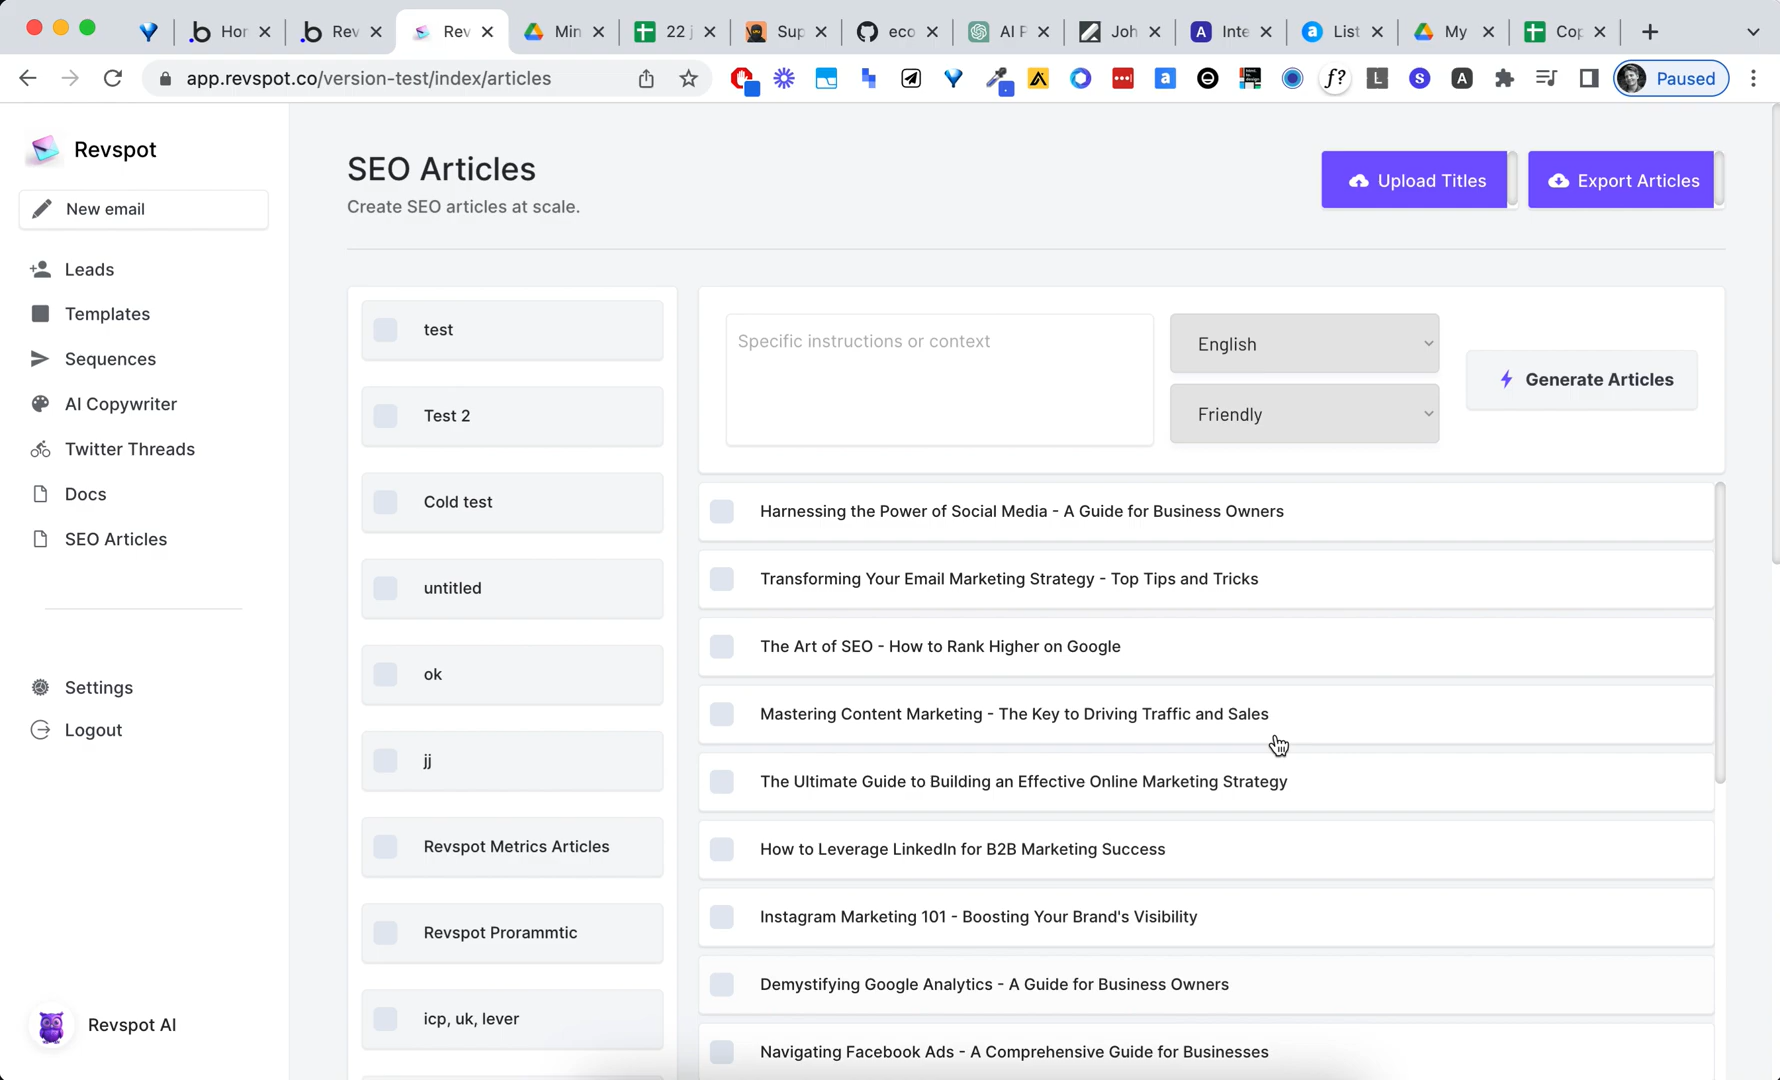 Hor
Rev
Rev
Min
22 j
Sup
eco
AI P
Joh
Inte
List
My
Cop
app.revspot.co/version-test/index/articles
Paused
Revspot
New email
Leads
Templates
Sequences
AI Copywriter
Twitter Threads
Docs
SEO Articles
Settings
Logout
Revspot AI
SEO Articles
Create SEO articles at scale.
Upload Titles
Export Articles
test
Test 2
Cold test
untitled
ok
jj
Revspot Metrics Articles
Revspot Prorammtic
icp, uk, lever
Specific instructions or context
English
Friendly
Generate Articles
Harnessing the Power of Social Media - A Guide for Business Owners
Transforming Your Email Marketing Strategy - Top Tips and Tricks
The Art of SEO - How to Rank Higher on Google
Mastering Content Marketing - The Key to Driving Traffic and Sales
The Ultimate Guide to Building an Effective Online Marketing Strategy
How to Leverage LinkedIn for B2B Marketing Success
Instagram Marketing 101 - Boosting Your Brand's Visibility
Demystifying Google Analytics - A Guide for Business Owners
Navigating Facebook Ads - A Comprehensive Guide for Businesses